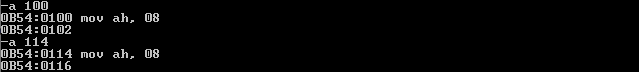 -a 100
0B54:0100 mov ah, 08
0B54:0102
-a 114
0B54:0114 mov ah, 08
0B54:0116